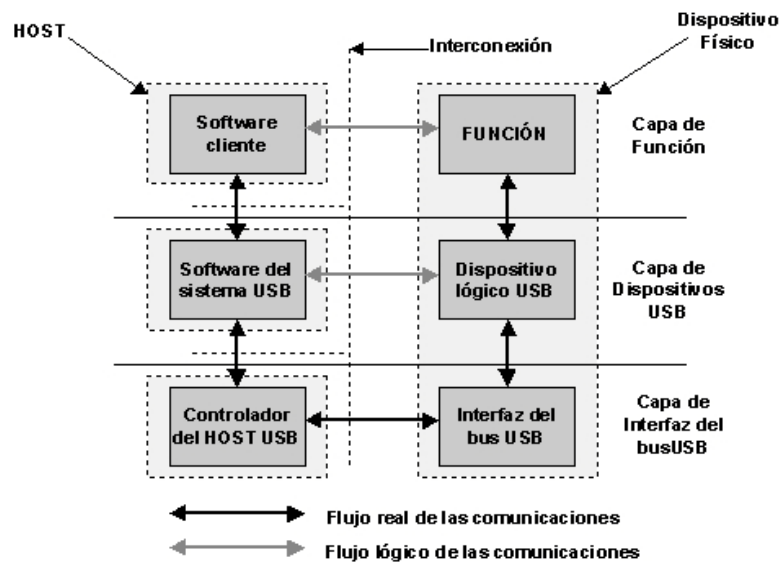 HOST
Interconexión
Dispositivo
Físico
Software
cliente
FUNCIÓN
Capa de
Función
Software del
sistema USB
Dispositivo
lógico USB
Capa de
Dispositivos
USB
Controlador
del HOST USB
Interfaz del
bus USB
Capa de
Interfaz del
busUSB
Flujo real de las comunicaciones
Flujo lógico de las comunicaciones